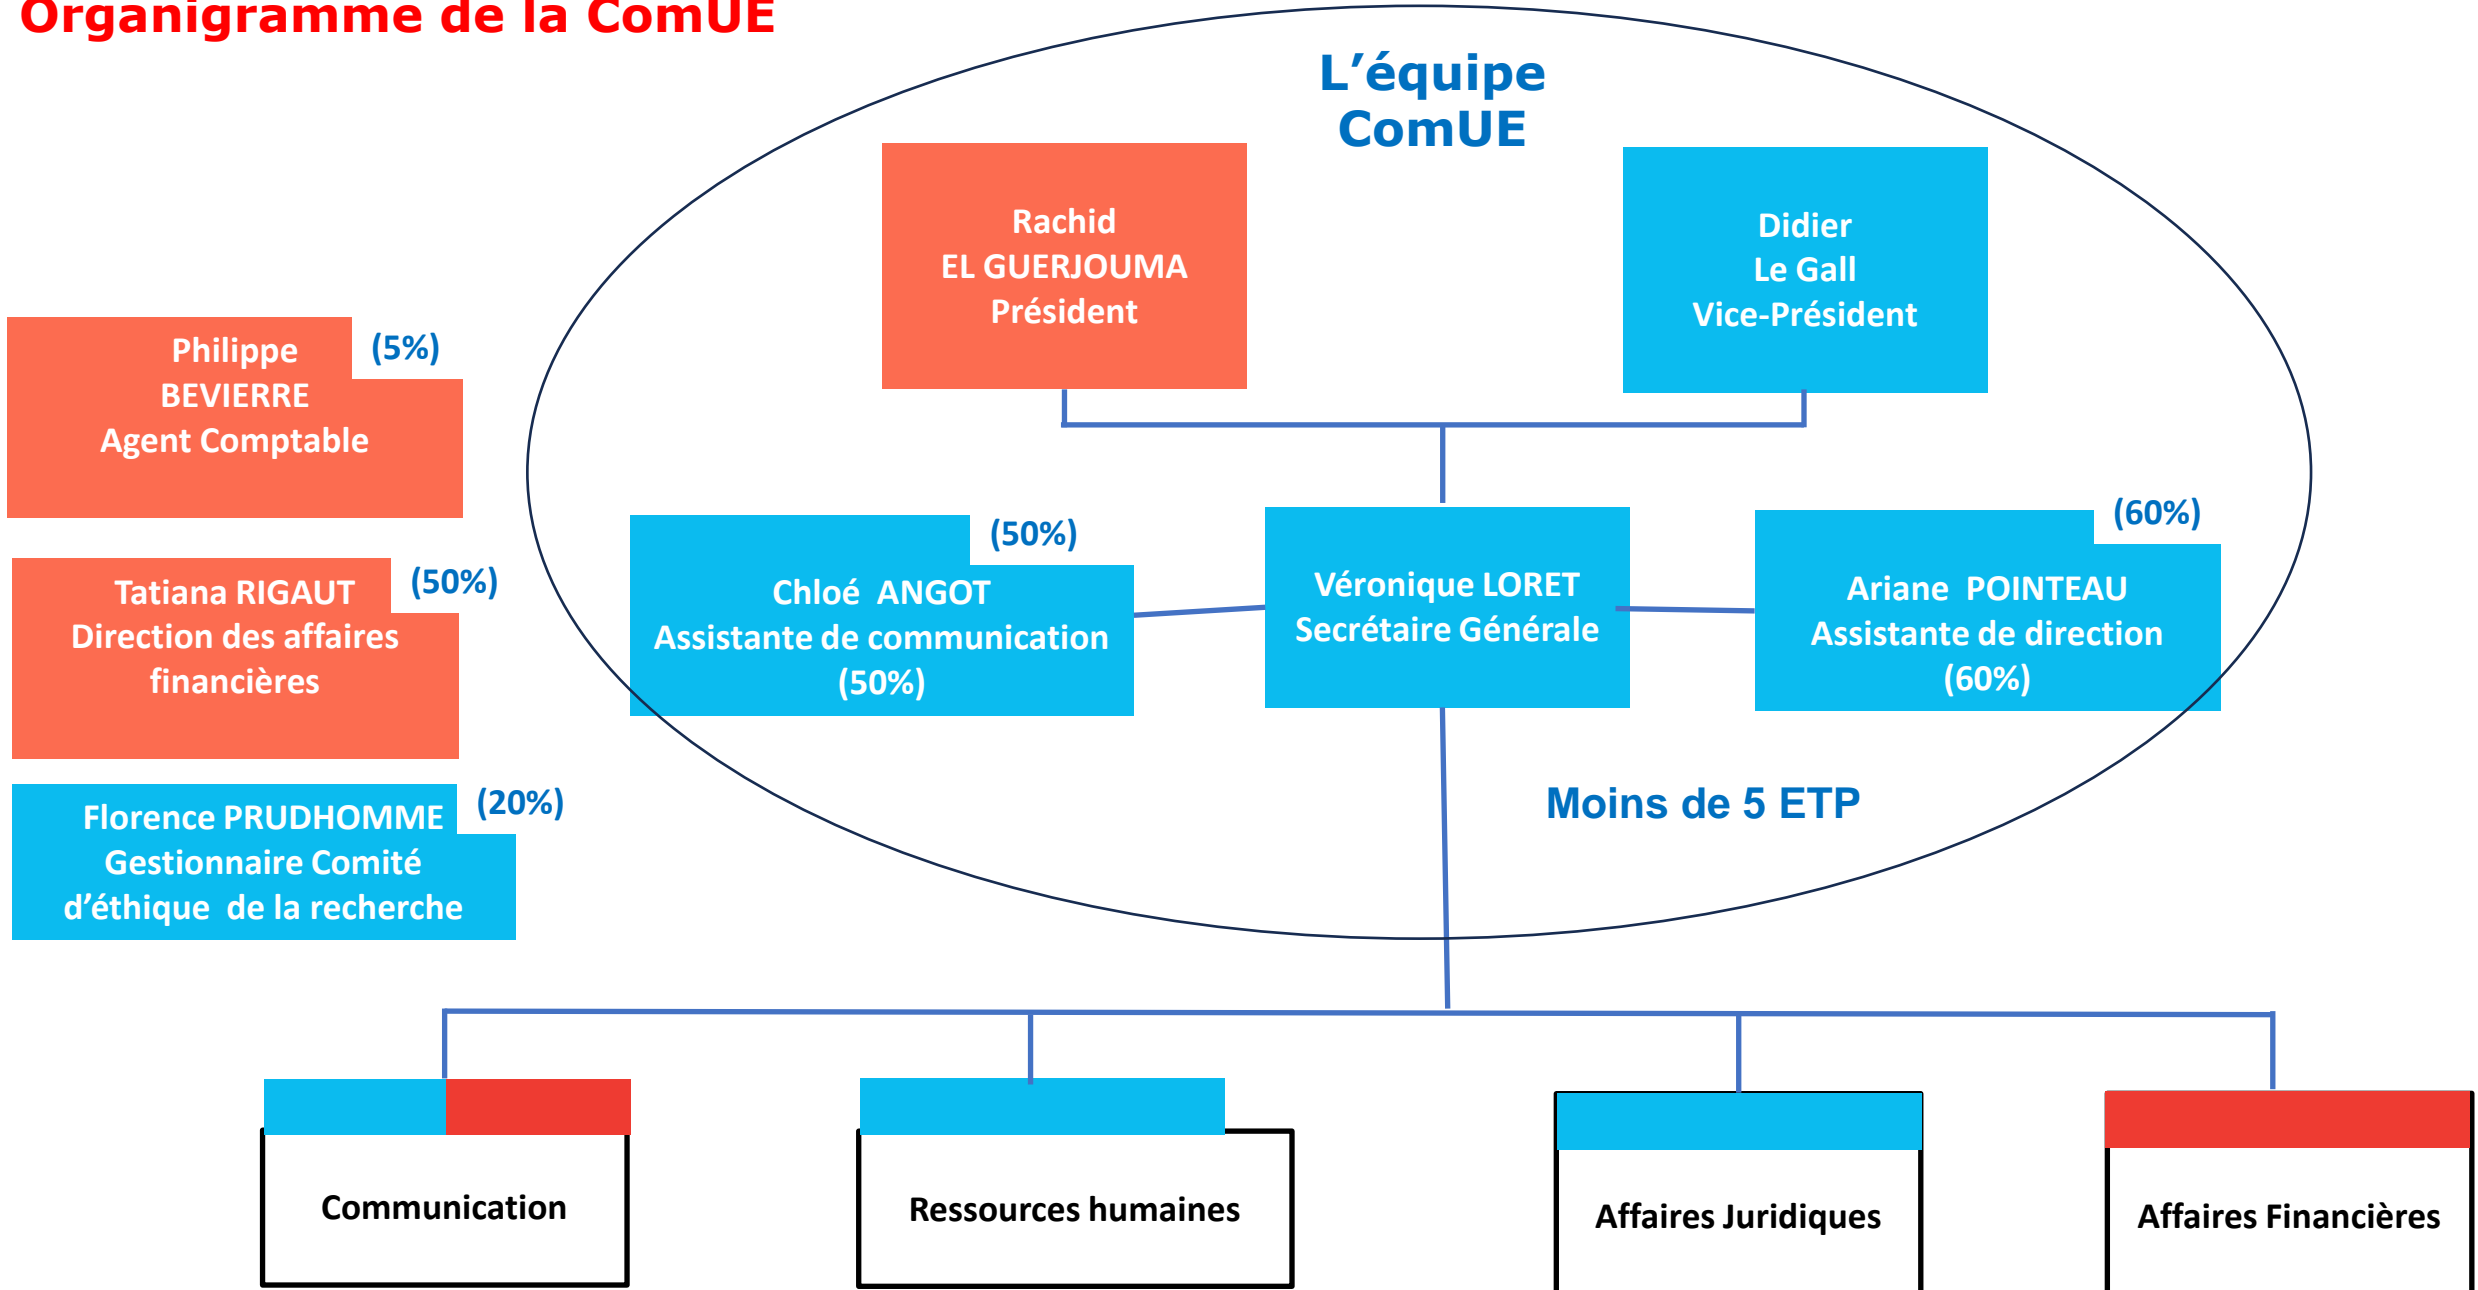 Organigramme de la ComUE
L'équipe
ComUE
Rachid
EL GUERJOUMA
Président
Didier
Le Gall
Vice-Président
Philippe
BEVIERRE
Agent Comptable
(5%)
Tatiana RIGAUT
Direction des affaires
financières
(50%)
Florence PRUDHOMME
Gestionnaire Comité
d'éthique  de la recherche
(20%)
(50%)
Chloé  ANGOT
Assistante de communication
(50%)
Véronique LORET
Secrétaire Générale
(60%)
Ariane  POINTEAU
Assistante de direction
(60%)
Moins de 5 ETP
Communication
Ressources humaines
Affaires Juridiques
Affaires Financières